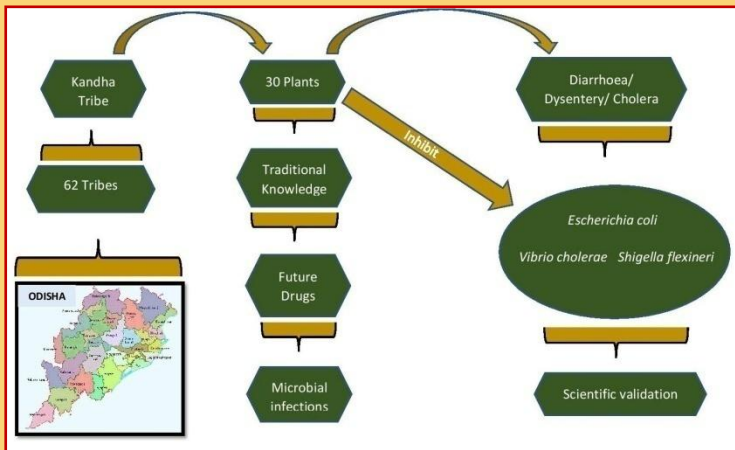 Kandha
Tribe
30 Plants
Diarrhoea/
Dysentery/ Cholera
Inhibit
62 Tribes
Traditional
Knowledge
Escherichia coli
Vibrio cholerae Shigella flexineri
ODISHA
Future
Drugs
Microbial
infections
Scientific validation